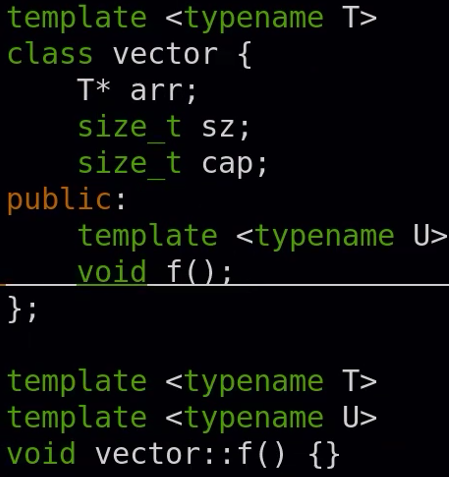 template <typename T>
class vector {
    T* arr;
    size_t sz;
    size_t cap;
public:
    template <typename U>
    void f();
};

template <typename T>
template <typename U>
void vector::f() {}